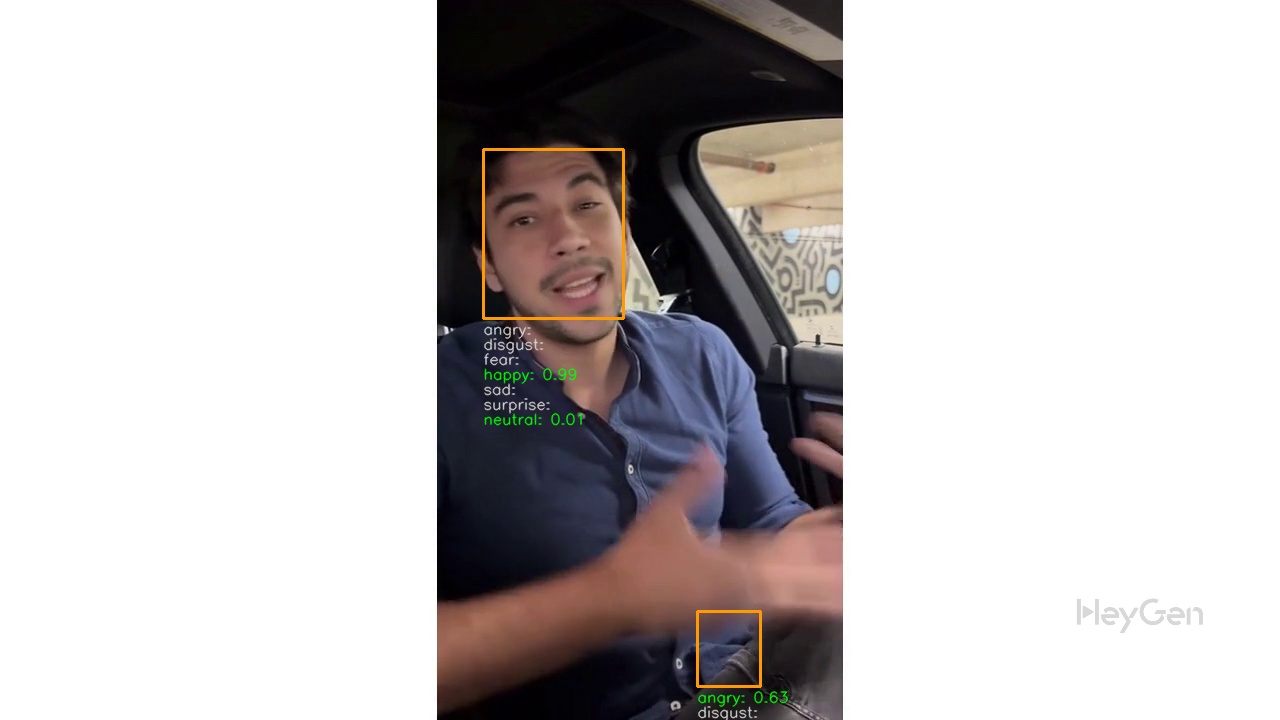 angry:
disgust:
fear:
happy: 0.99
sad:
surprise:
neutral: 0.01
HeyGen
angry: 0.63
disgust: